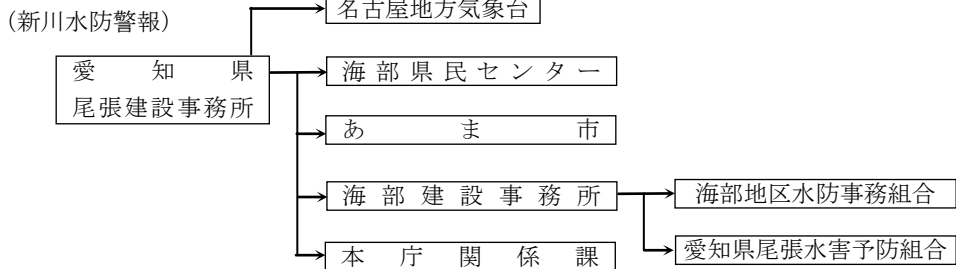 名古屋地方気象台
(新川水防警報)
愛知県
尾張建設事務所
海部県民センター
あま市
海部建設事務所
海部地区水防事務組合
愛知県尾張水害予防組合
本庁関係課